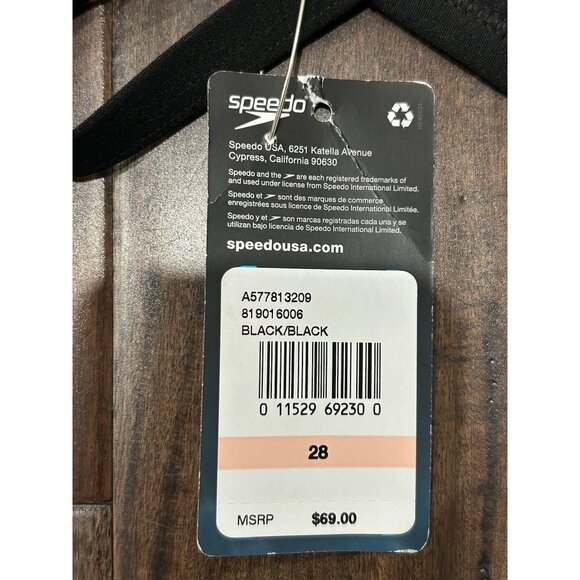 speedo
Speedo USA, 6251 Katella Avenue
Cypress, California 90630
Speedo and the are each registered trademarks of
and used under license from Speedo International Limited.
Speedo et sont des marques de commerce
enregistrées sous licence de Speedo International Limitée.
Speedo y et son marcas registradas cada una y se
utilizan bajo licencia de Speedo International Limited.
speedousa.com
A577813209
819016006
BLACK/BLACK
0 11529 69230 0
28
MSRP $69.00